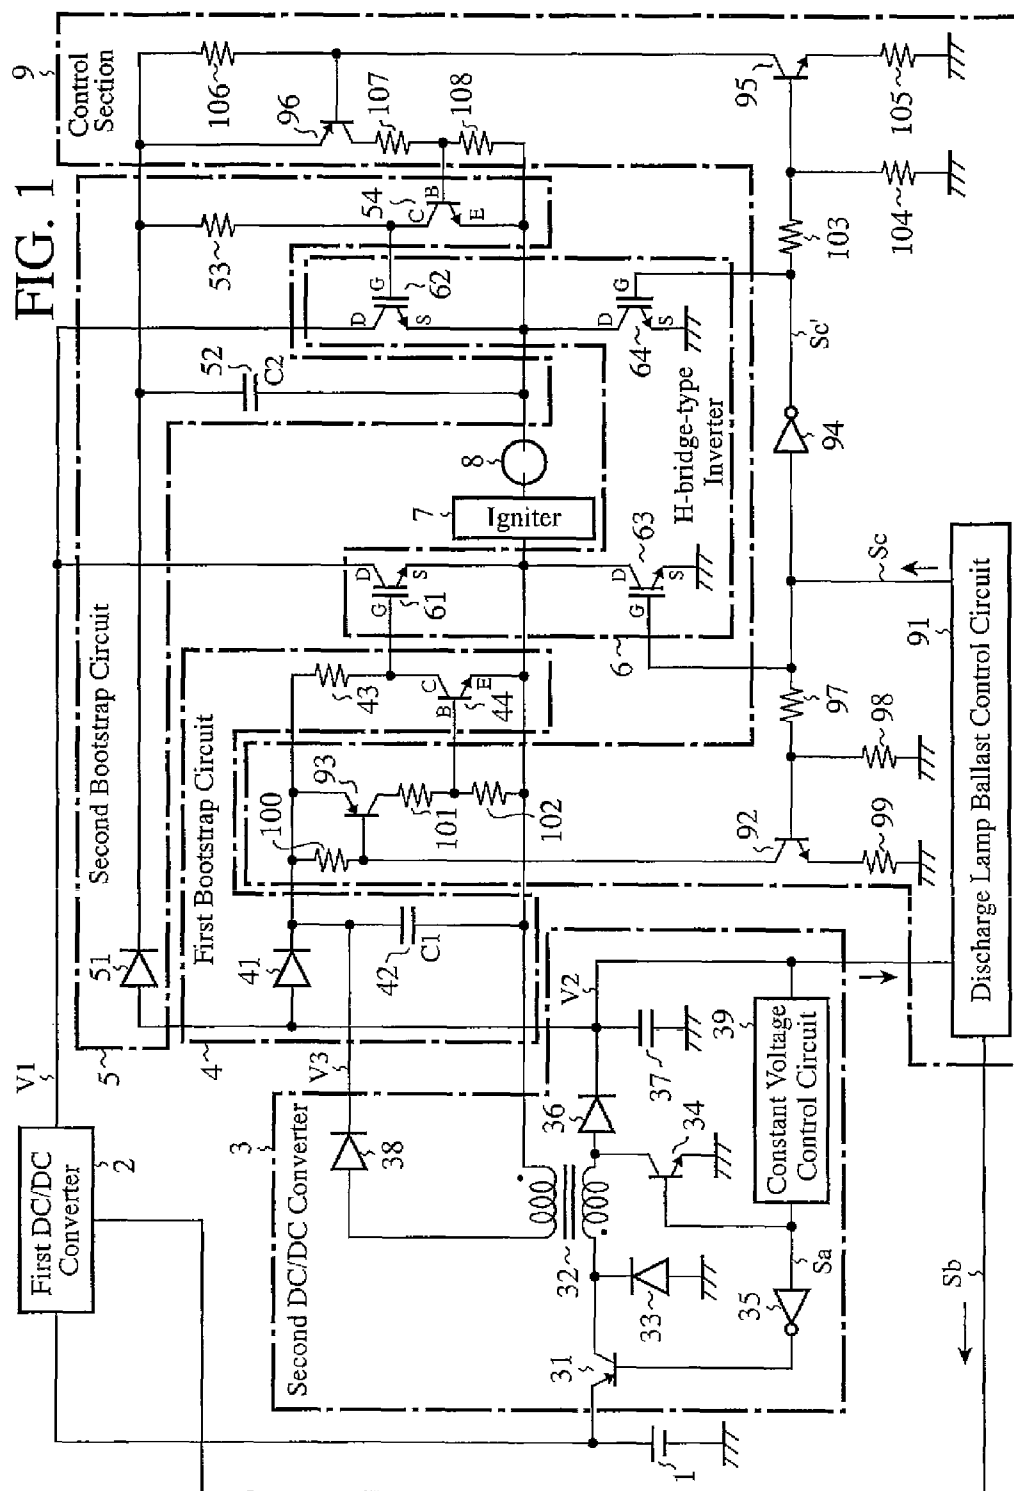 FIG. 1
9
Control
Section
106
96
107
108
95
105
104
103
53
54
C
B
E
G
D
S
62
G
D
S
64
Sc'
52
C2
8
7
Igniter
H-bridge-type
Inverter
94
Second Bootstrap Circuit
D
G
S
61
D
G
S
63
6
Sc
91
Discharge Lamp Ballast Control Circuit
First Bootstrap Circuit
43
C
B
E
44
93
100
101
102
97
98
92
99
51
41
42
C1
5
4
V1
V3
V2
39
Constant Voltage
Control Circuit
37
36
34
3
Second DC/DC Converter
38
32
33
Sa
35
31
Sb
First DC/DC
Converter
2
1